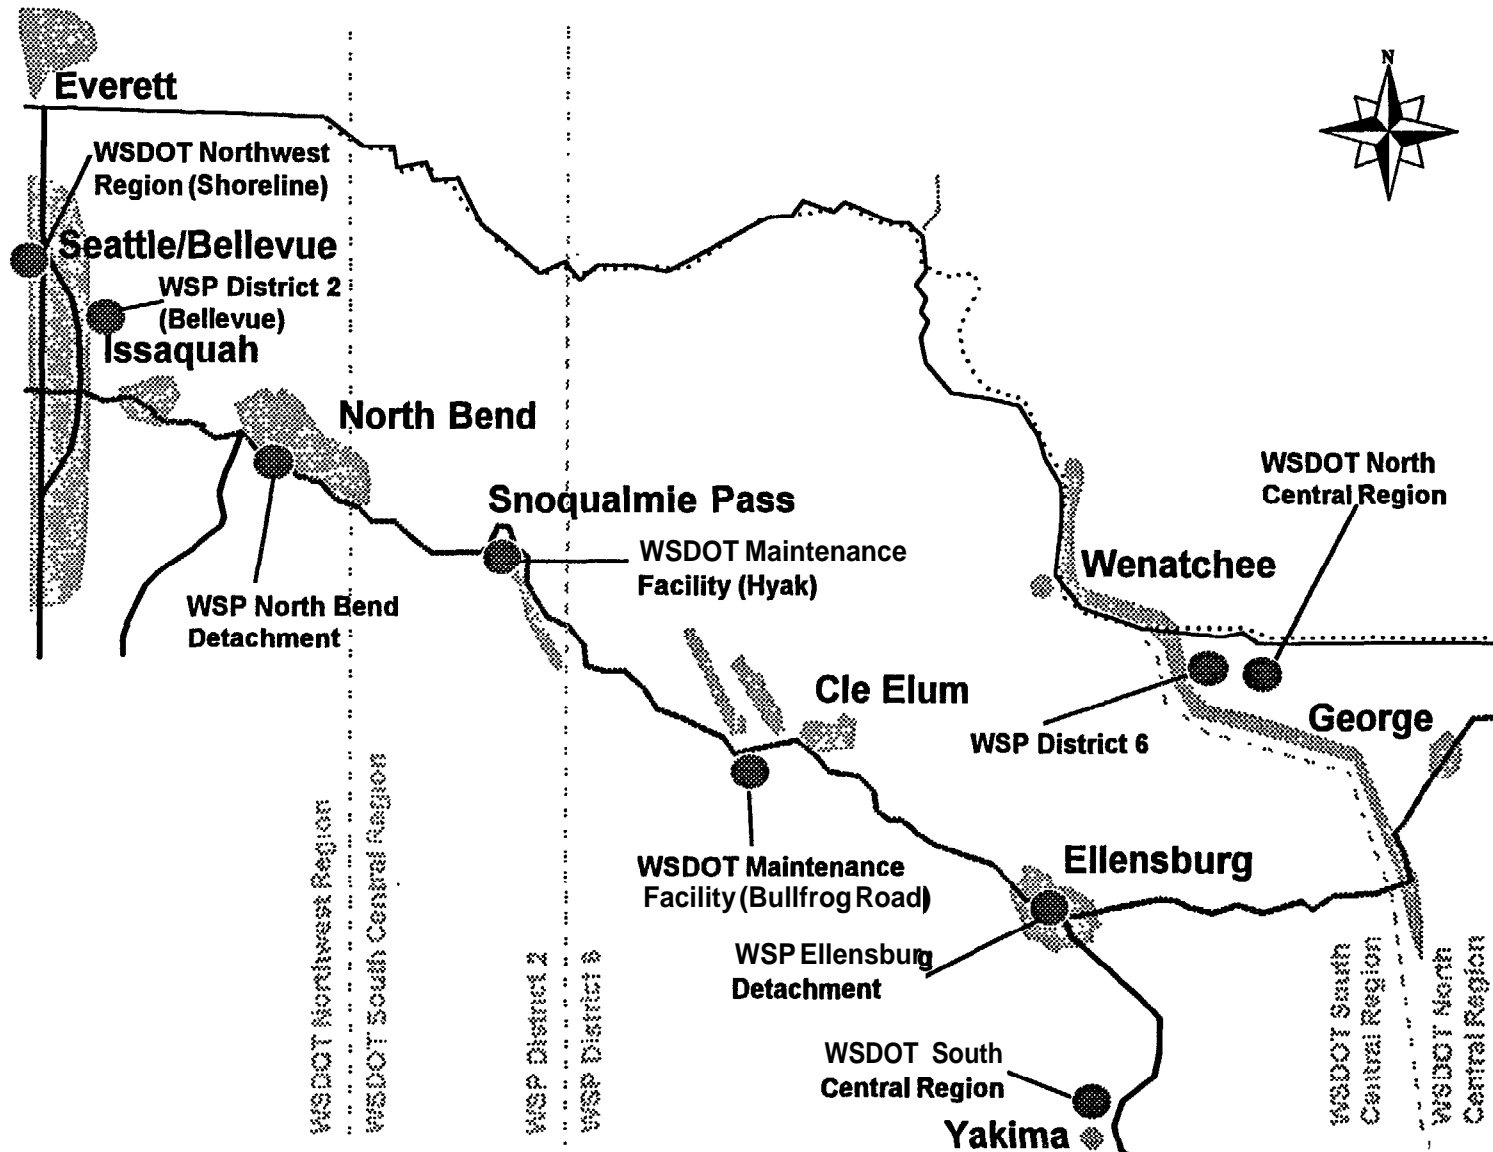 N
Everett
WSDOT Northwest
Region (Shoreline)
Seattle/Bellevue
WSP District 2
(Bellevue)
Issaquah
North Bend
WSDOT North
Central Region
Snoqualmie Pass
WSDOT Maintenance
Facility (Hyak)
Wenatchee
WSP North Bend
Detachment
Cle Elum
George
WSP District 6
WSDOT Maintenance
Facility (Bullfrog Road)
Ellensburg
WSP Ellensburg
Detachment
WSDOT South
Central Region
Yakima
WSDOT Northwest Region
WSDOT South Central Region
WSP District 2
WSP District 6
WSDOT South
Central Region
WSDOT North
Central Region